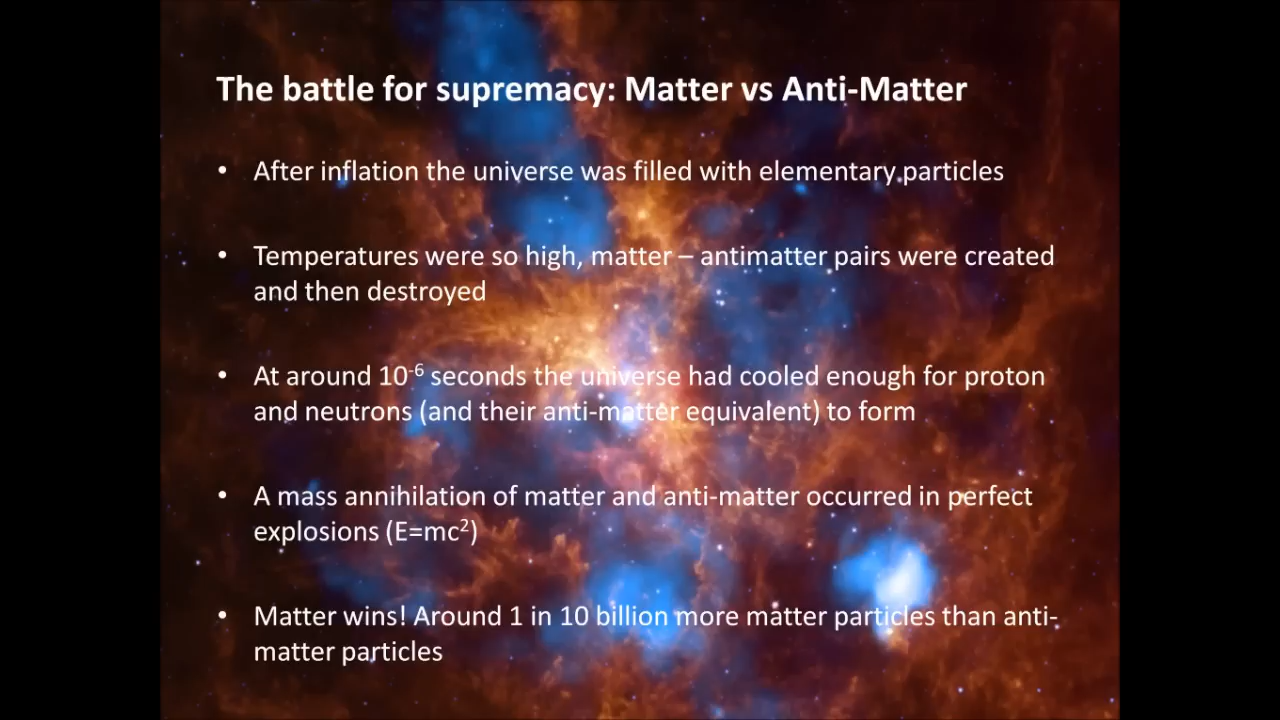 The battle for supremacy: Matter vs Anti-Matter
• After inflation the universe was filled with elementary particles
• Temperatures were so high, matter – antimatter pairs were created
and then destroyed
• At around 10⁻⁶ seconds the universe had cooled enough for proton
and neutrons (and their anti-matter equivalent) to form
• A mass annihilation of matter and anti-matter occurred in perfect
explosions (E=mc²)
• Matter wins! Around 1 in 10 billion more matter particles than anti-
matter particles